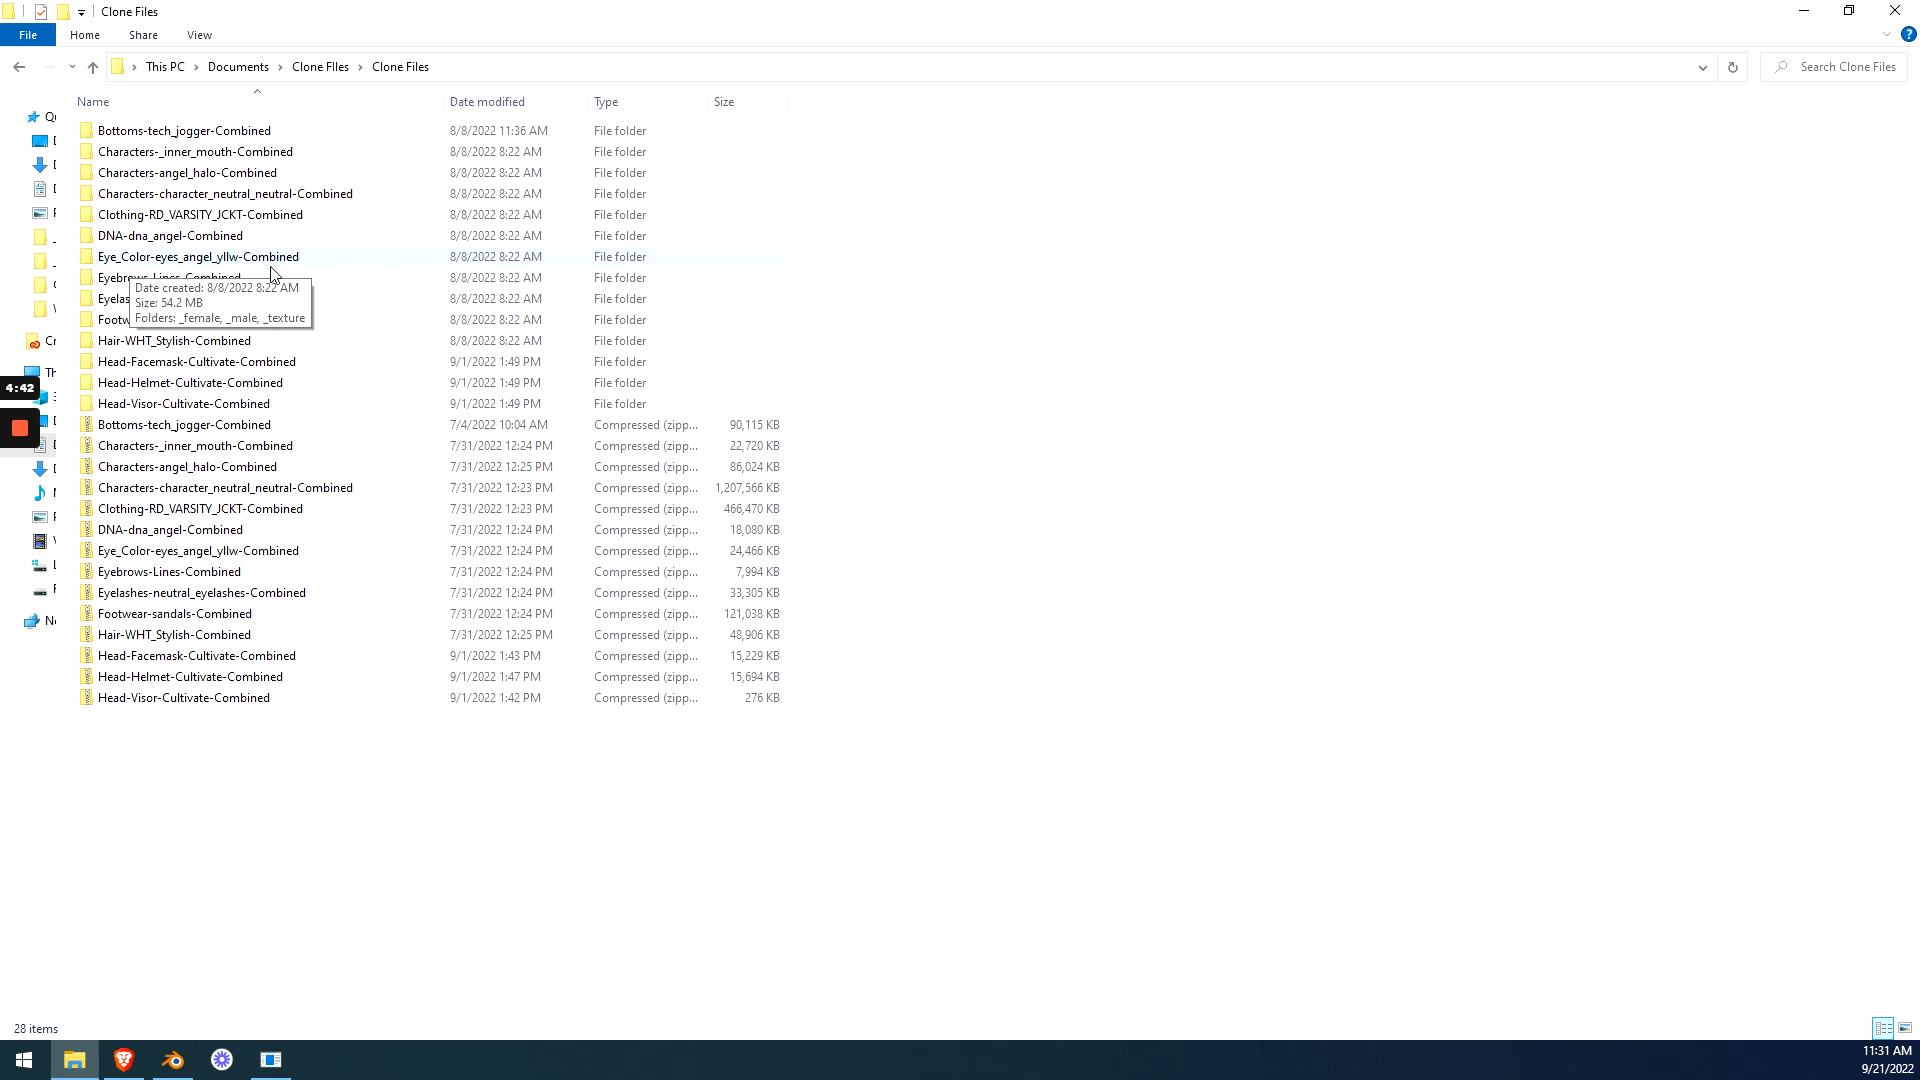 Clone Files
File Home Share View
This PC Documents Clone FIles Clone Files
Search Clone Files
Name Date modified Type Size
Bottoms-tech_jogger-Combined 8/8/2022 11:36 AM File folder
Characters-_inner_mouth-Combined 8/8/2022 8:22 AM File folder
Characters-angel_halo-Combined 8/8/2022 8:22 AM File folder
Characters-character_neutral_neutral-Combined 8/8/2022 8:22 AM File folder
Clothing-RD_VARSITY_JCKT-Combined 8/8/2022 8:22 AM File folder
DNA-dna_angel-Combined 8/8/2022 8:22 AM File folder
Eye_Color-eyes_angel_yllw-Combined 8/8/2022 8:22 AM File folder
Eyebrows-Lines-Combined 8/8/2022 8:22 AM File folder
Date created: 8/8/2022 8:22 AM
Eyelas 8/8/2022 8:22 AM File folder
Size: 54.2 MB
Footw 8/8/2022 8:22 AM File folder
Folders: _female, _male, _texture
Hair-WHT_Stylish-Combined 8/8/2022 8:22 AM File folder
Head-Facemask-Cultivate-Combined 9/1/2022 1:49 PM File folder
Head-Helmet-Cultivate-Combined 9/1/2022 1:49 PM File folder
4:42
Head-Visor-Cultivate-Combined 9/1/2022 1:49 PM File folder
Bottoms-tech_jogger-Combined 7/4/2022 10:04 AM Compressed (zipp... 90,115 KB
Characters-_inner_mouth-Combined 7/31/2022 12:24 PM Compressed (zipp... 22,720 KB
Characters-angel_halo-Combined 7/31/2022 12:25 PM Compressed (zipp... 86,024 KB
Characters-character_neutral_neutral-Combined 7/31/2022 12:23 PM Compressed (zipp... 1,207,566 KB
Clothing-RD_VARSITY_JCKT-Combined 7/31/2022 12:23 PM Compressed (zipp... 466,470 KB
DNA-dna_angel-Combined 7/31/2022 12:24 PM Compressed (zipp... 18,080 KB
Eye_Color-eyes_angel_yllw-Combined 7/31/2022 12:24 PM Compressed (zipp... 24,466 KB
Eyebrows-Lines-Combined 7/31/2022 12:24 PM Compressed (zipp... 7,994 KB
Eyelashes-neutral_eyelashes-Combined 7/31/2022 12:24 PM Compressed (zipp... 33,305 KB
Footwear-sandals-Combined 7/31/2022 12:24 PM Compressed (zipp... 121,038 KB
Hair-WHT_Stylish-Combined 7/31/2022 12:25 PM Compressed (zipp... 48,906 KB
Head-Facemask-Cultivate-Combined 9/1/2022 1:43 PM Compressed (zipp... 15,229 KB
Head-Helmet-Cultivate-Combined 9/1/2022 1:47 PM Compressed (zipp... 15,694 KB
Head-Visor-Cultivate-Combined 9/1/2022 1:42 PM Compressed (zipp... 276 KB
28 items
11:31 AM
9/21/2022